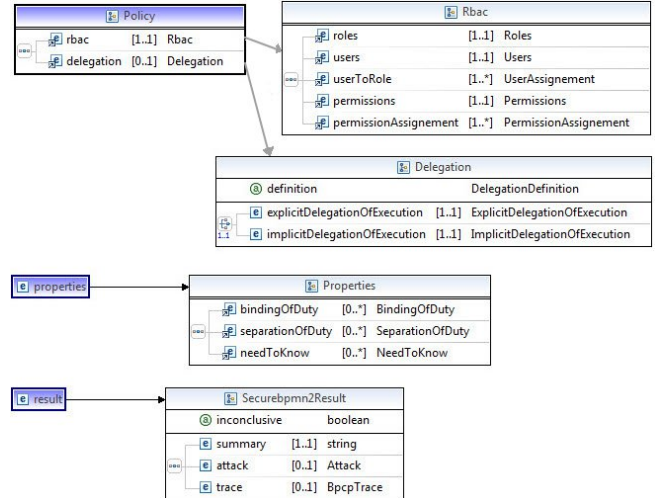 Policy
rbac [1..1] Rbac
delegation [0..1] Delegation
Rbac
roles [1..1] Roles
users [1..1] Users
userToRole [1..*] UserAssignement
permissions [1..1] Permissions
permissionAssignement [1..*] PermissionAssignement
Delegation
a definition DelegationDefinition
1..1
e explicitDelegationOfExecution [1..1] ExplicitDelegationOfExecution
e implicitDelegationOfExecution [1..1] ImplicitDelegationOfExecution
e properties
Properties
e bindingOfDuty [0..*] BindingOfDuty
e separationOfDuty [0..*] SeparationOfDuty
e needToKnow [0..*] NeedToKnow
e result
Securebpmn2Result
a inconclusive boolean
e summary [1..1] string
e attack [0..1] Attack
e trace [0..1] BpcpTrace